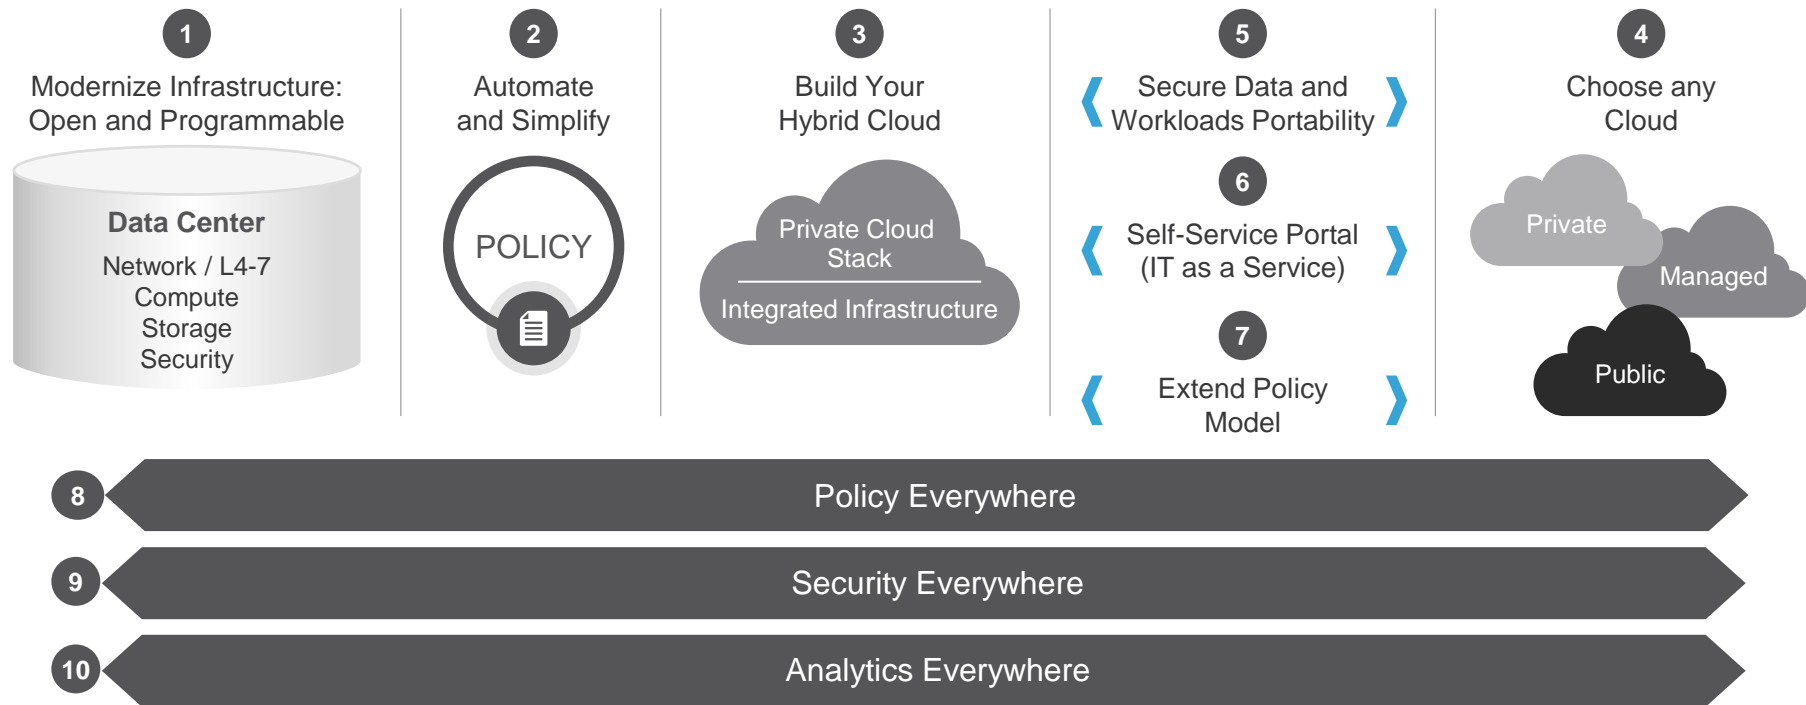 1
Modernize Infrastructure:
Open and Programmable
Data Center
Network / L4-7
Compute
Storage
Security
2
Automate
and Simplify
POLICY
3
Build Your
Hybrid Cloud
Private Cloud
Stack
Integrated Infrastructure
5
Secure Data and
Workloads Portability
6
Self-Service Portal
(IT as a Service)
7
Extend Policy
Model
4
Choose any
Cloud
Private
Managed
Public
8
Policy Everywhere
9
Security Everywhere
10
Analytics Everywhere